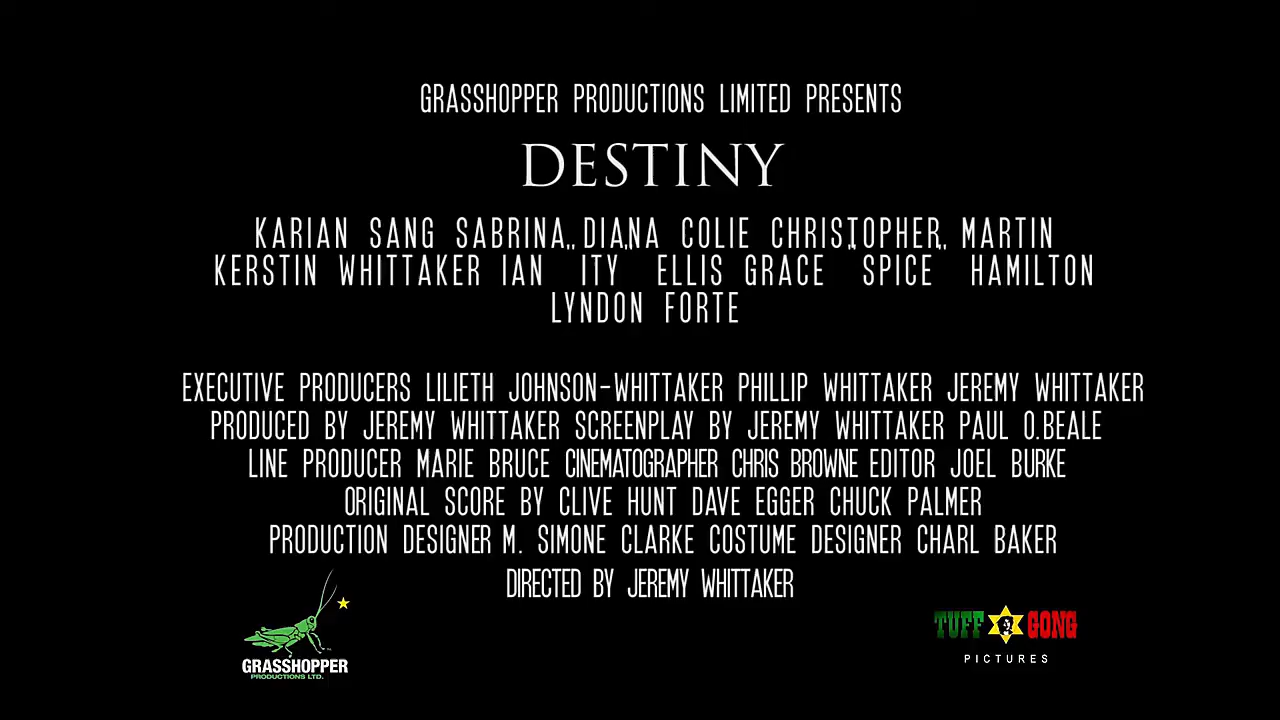 GRASSHOPPER PRODUCTIONS LIMITED PRESENTS
DESTINY
KARIAN SANG SABRINA DIANA COLIE CHRISTOPHER MARTIN
KERSTIN WHITTAKER IAN "ITY" ELLIS GRACE "SPICE" HAMILTON
LYNDON FORTE
EXECUTIVE PRODUCERS LILIETH JOHNSON-WHITTAKER PHILLIP WHITTAKER JEREMY WHITTAKER
PRODUCED BY JEREMY WHITTAKER SCREENPLAY BY JEREMY WHITTAKER PAUL O.BEALE
LINE PRODUCER MARIE BRUCE CINEMATOGRAPHER CHRIS BROWNE EDITOR JOEL BURKE
ORIGINAL SCORE BY CLIVE HUNT DAVE EGGER CHUCK PALMER
PRODUCTION DESIGNER M. SIMONE CLARKE COSTUME DESIGNER CHARL BAKER
DIRECTED BY JEREMY WHITTAKER
GRASSHOPPER
PRODUCTIONS LTD.
TUFF GONG
PICTURES